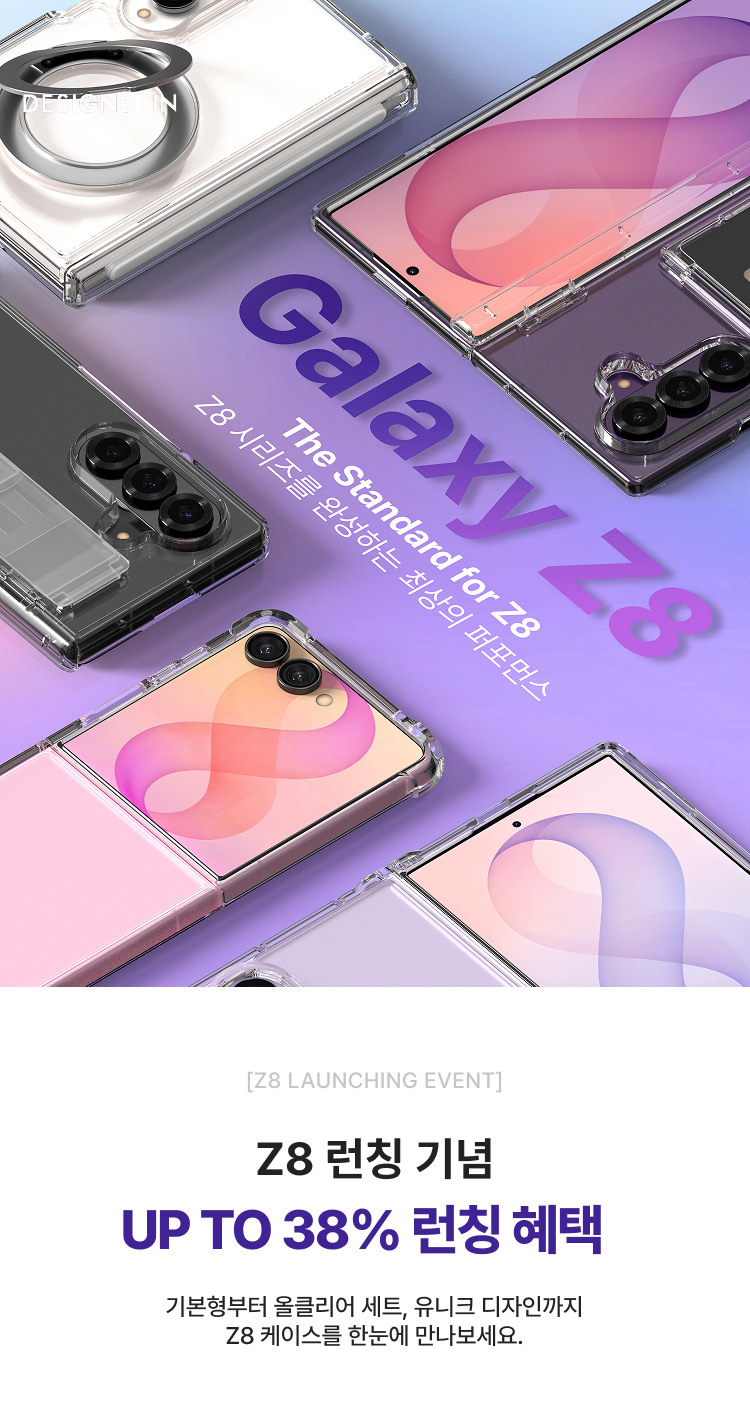 DESIGNSKIN
Galaxy Z8
The Standard for Z8
Z8 시리즈를 완성하는 최상의 퍼포먼스
[Z8 LAUNCHING EVENT]
Z8 런칭 기념
UP TO 38% 런칭 혜택
기본형부터 올클리어 세트, 유니크 디자인까지
Z8 케이스를 한눈에 만나보세요.